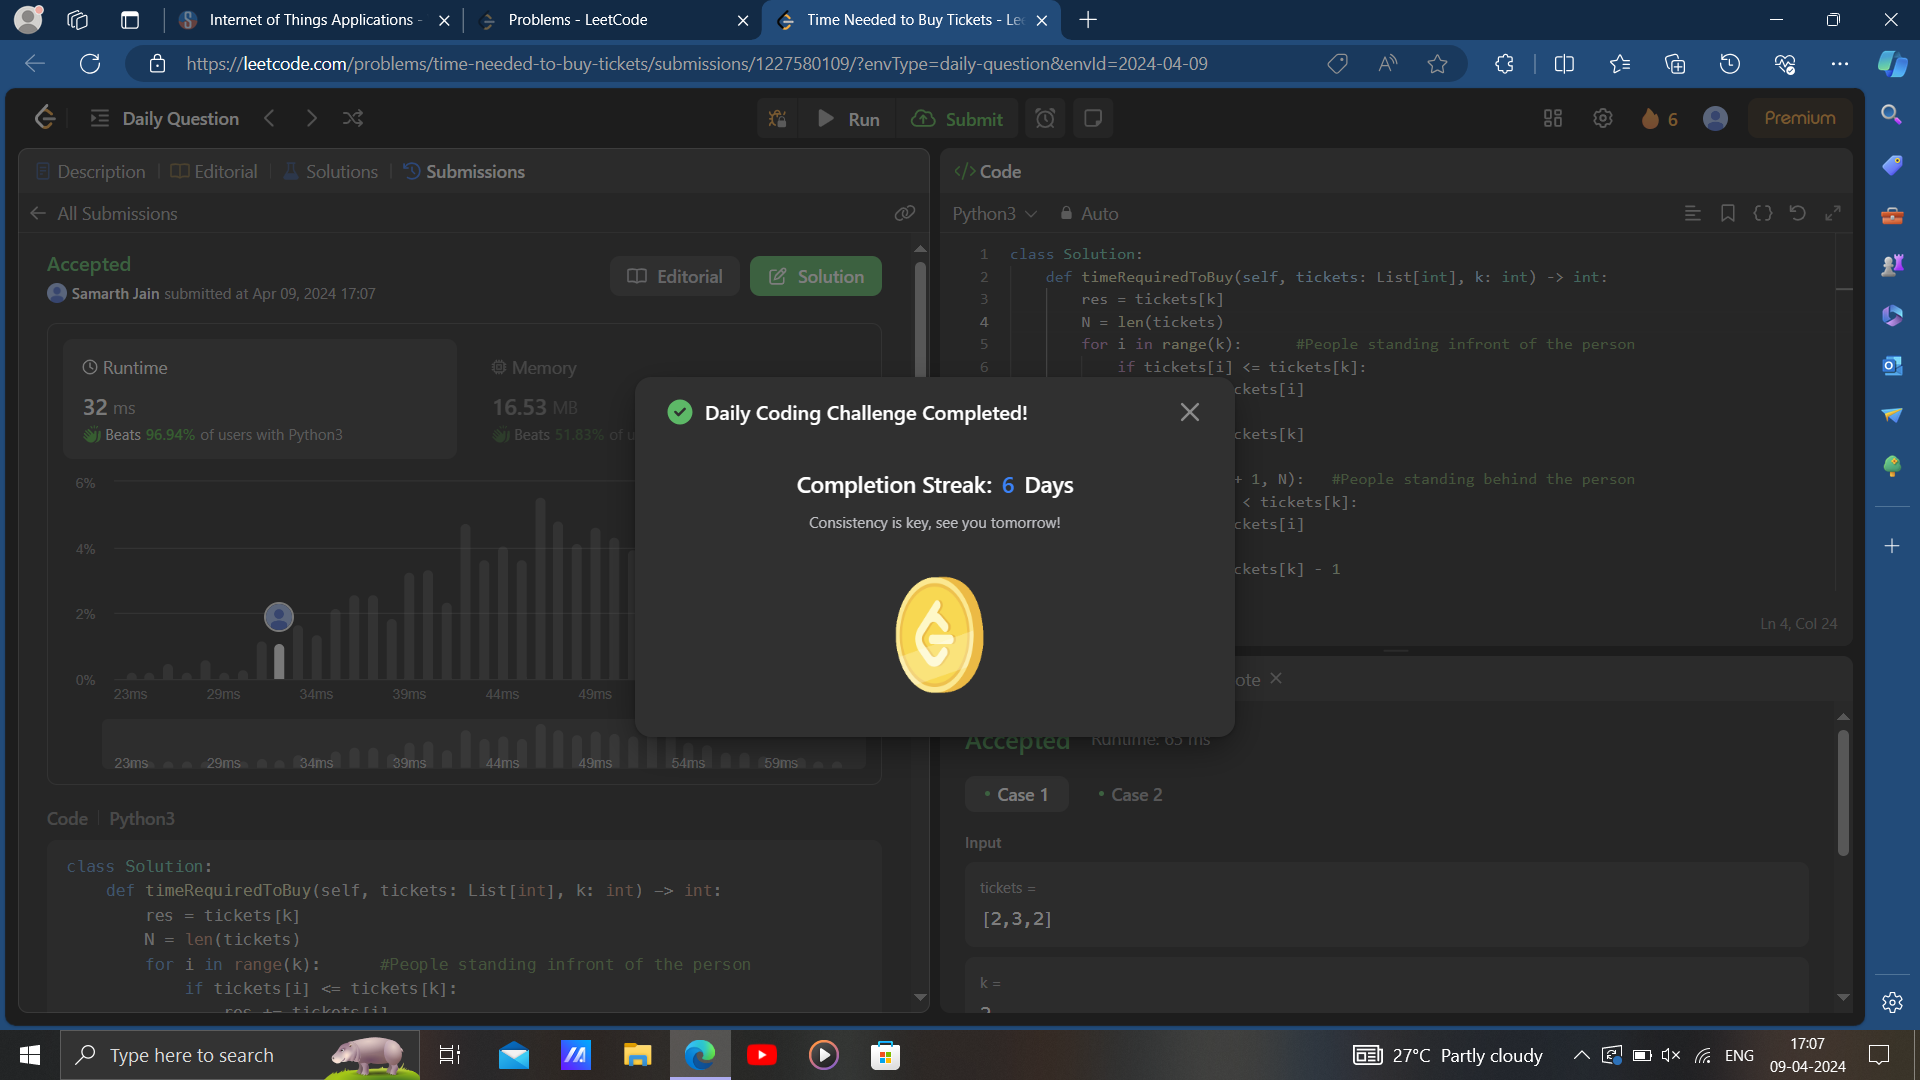 Internet of Things Applications -
Problems - LeetCode
Time Needed to Buy Tickets - Le
https://leetcode.com/problems/time-needed-to-buy-tickets/submissions/1227580109/?envType=daily-question&envId=2024-04-09
Daily Question
Run
Submit
6
Premium
Description
Editorial
Solutions
Submissions
All Submissions
Accepted
Samarth Jain submitted at Apr 09, 2024 17:07
Editorial
Solution
Runtime
32 ms
Beats 96.94% of users with Python3
Memory
16.53 MB
Beats 51.83% of u
6%
4%
2%
0%
23ms 29ms 34ms 39ms 44ms 49ms
23ms 29ms 34ms 39ms 44ms 49ms 54ms 59ms
Code Python3
class Solution:
def timeRequiredToBuy(self, tickets: List[int], k: int) -> int:
res = tickets[k]
N = len(tickets)
for i in range(k): #People standing infront of the person
if tickets[i] <= tickets[k]:
res += tickets[i]
Daily Coding Challenge Completed!
Completion Streak: 6 Days
Consistency is key, see you tomorrow!
</> Code
Python3
Auto
1 class Solution:
2 def timeRequiredToBuy(self, tickets: List[int], k: int) -> int:
3 res = tickets[k]
4 N = len(tickets)
5 for i in range(k): #People standing infront of the person
6 if tickets[i] <= tickets[k]:
ckets[i]
ckets[k]
+ 1, N): #People standing behind the person
< tickets[k]:
ckets[i]
ckets[k] - 1
Ln 4, Col 24
ote
Accepted Runtime: 65 ms
Case 1
Case 2
Input
tickets =
[2,3,2]
k =
2
Type here to search
27°C Partly cloudy
ENG
17:07
09-04-2024